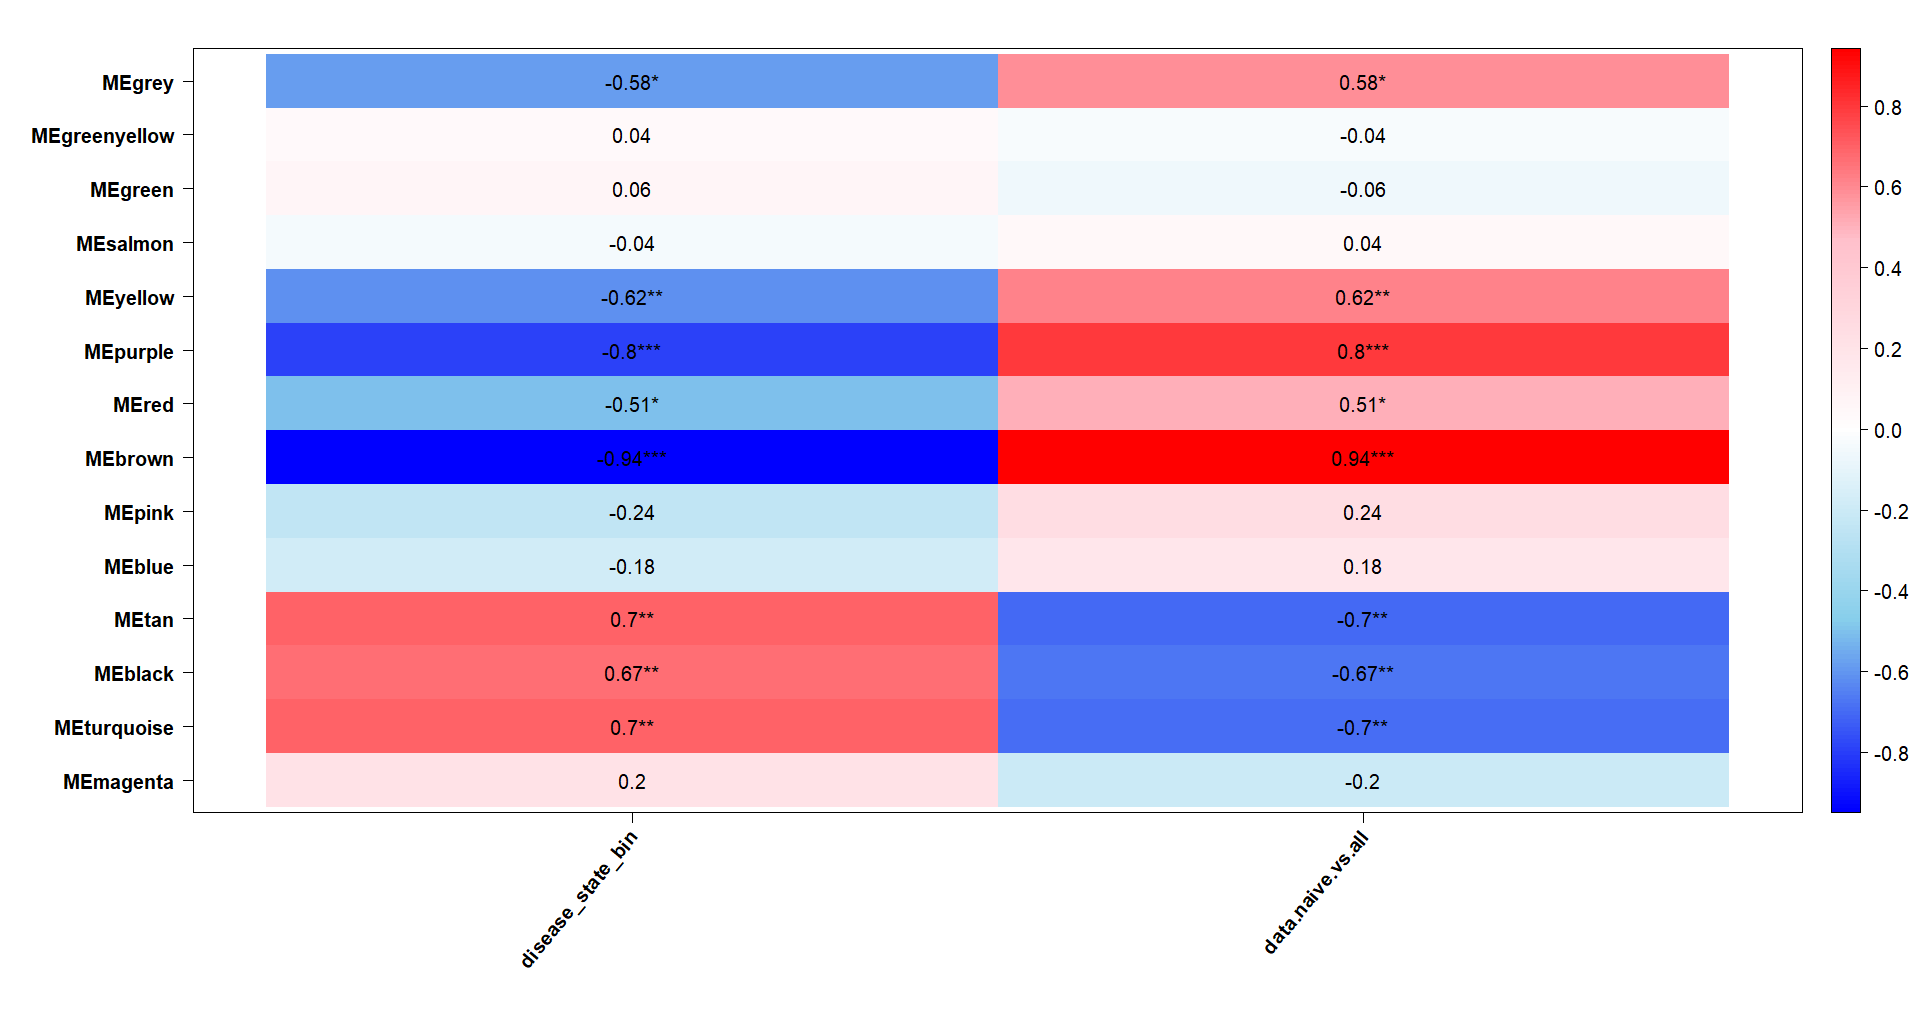 MEgrey -0.58* 0.58*
MEgreenyellow 0.04 -0.04
MEgreen 0.06 -0.06
MEsalmon -0.04 0.04
MEyellow -0.62** 0.62**
MEpurple -0.8*** 0.8***
MEred -0.51* 0.51*
MEbrown -0.94*** 0.94***
MEpink -0.24 0.24
MEblue -0.18 0.18
MEtan 0.7** -0.7**
MEblack 0.67** -0.67**
MEturquoise 0.7** -0.7**
MEmagenta 0.2 -0.2
disease_state_bin
data.naive.vs.all
0.8
0.6
0.4
0.2
0.0
-0.2
-0.4
-0.6
-0.8